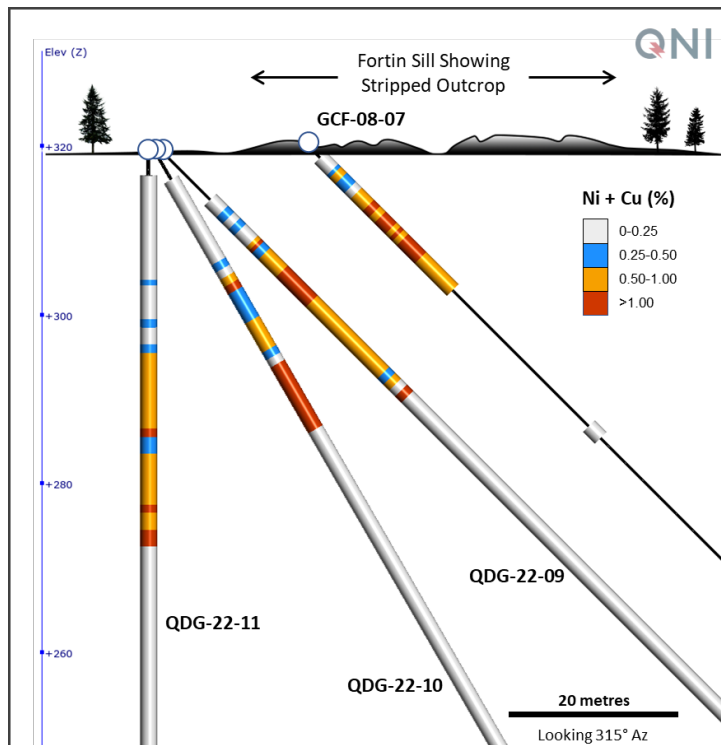 Elev (Z)
QNI
Fortin Sill Showing
Stripped Outcrop
GCF-08-07
+320
Ni + Cu (%)
0-0.25
0.25-0.50
0.50-1.00
>1.00
+300
+280
QDG-22-09
QDG-22-11
+260
QDG-22-10
20 metres
Looking 315° Az